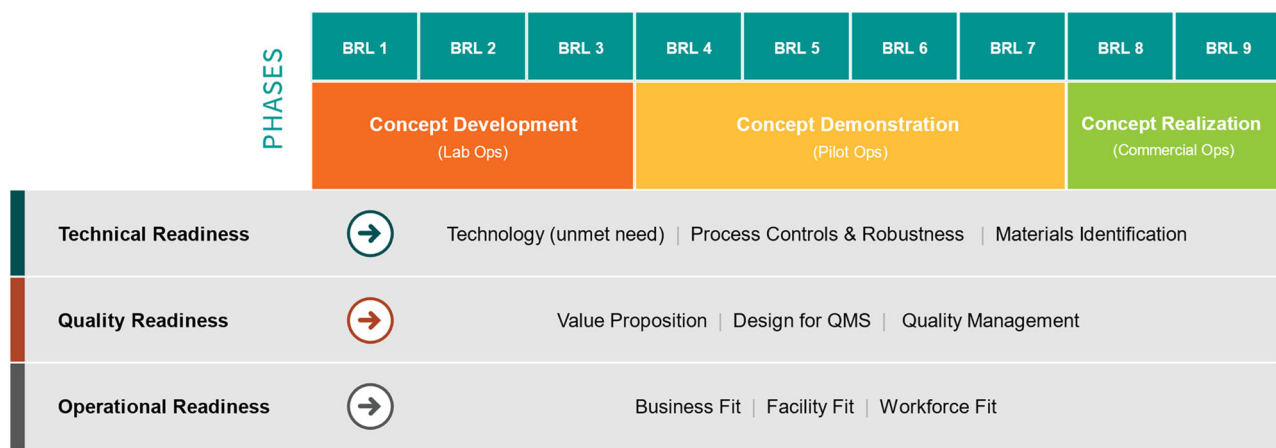 PHASES
BRL 1 BRL 2 BRL 3 BRL 4 BRL 5 BRL 6 BRL 7 BRL 8 BRL 9
Concept Development Concept Demonstration Concept Realization
(Lab Ops) (Pilot Ops) (Commercial Ops)
Technical Readiness Technology (unmet need) | Process Controls & Robustness | Materials Identification
Quality Readiness Value Proposition | Design for QMS | Quality Management
Operational Readiness Business Fit | Facility Fit | Workforce Fit